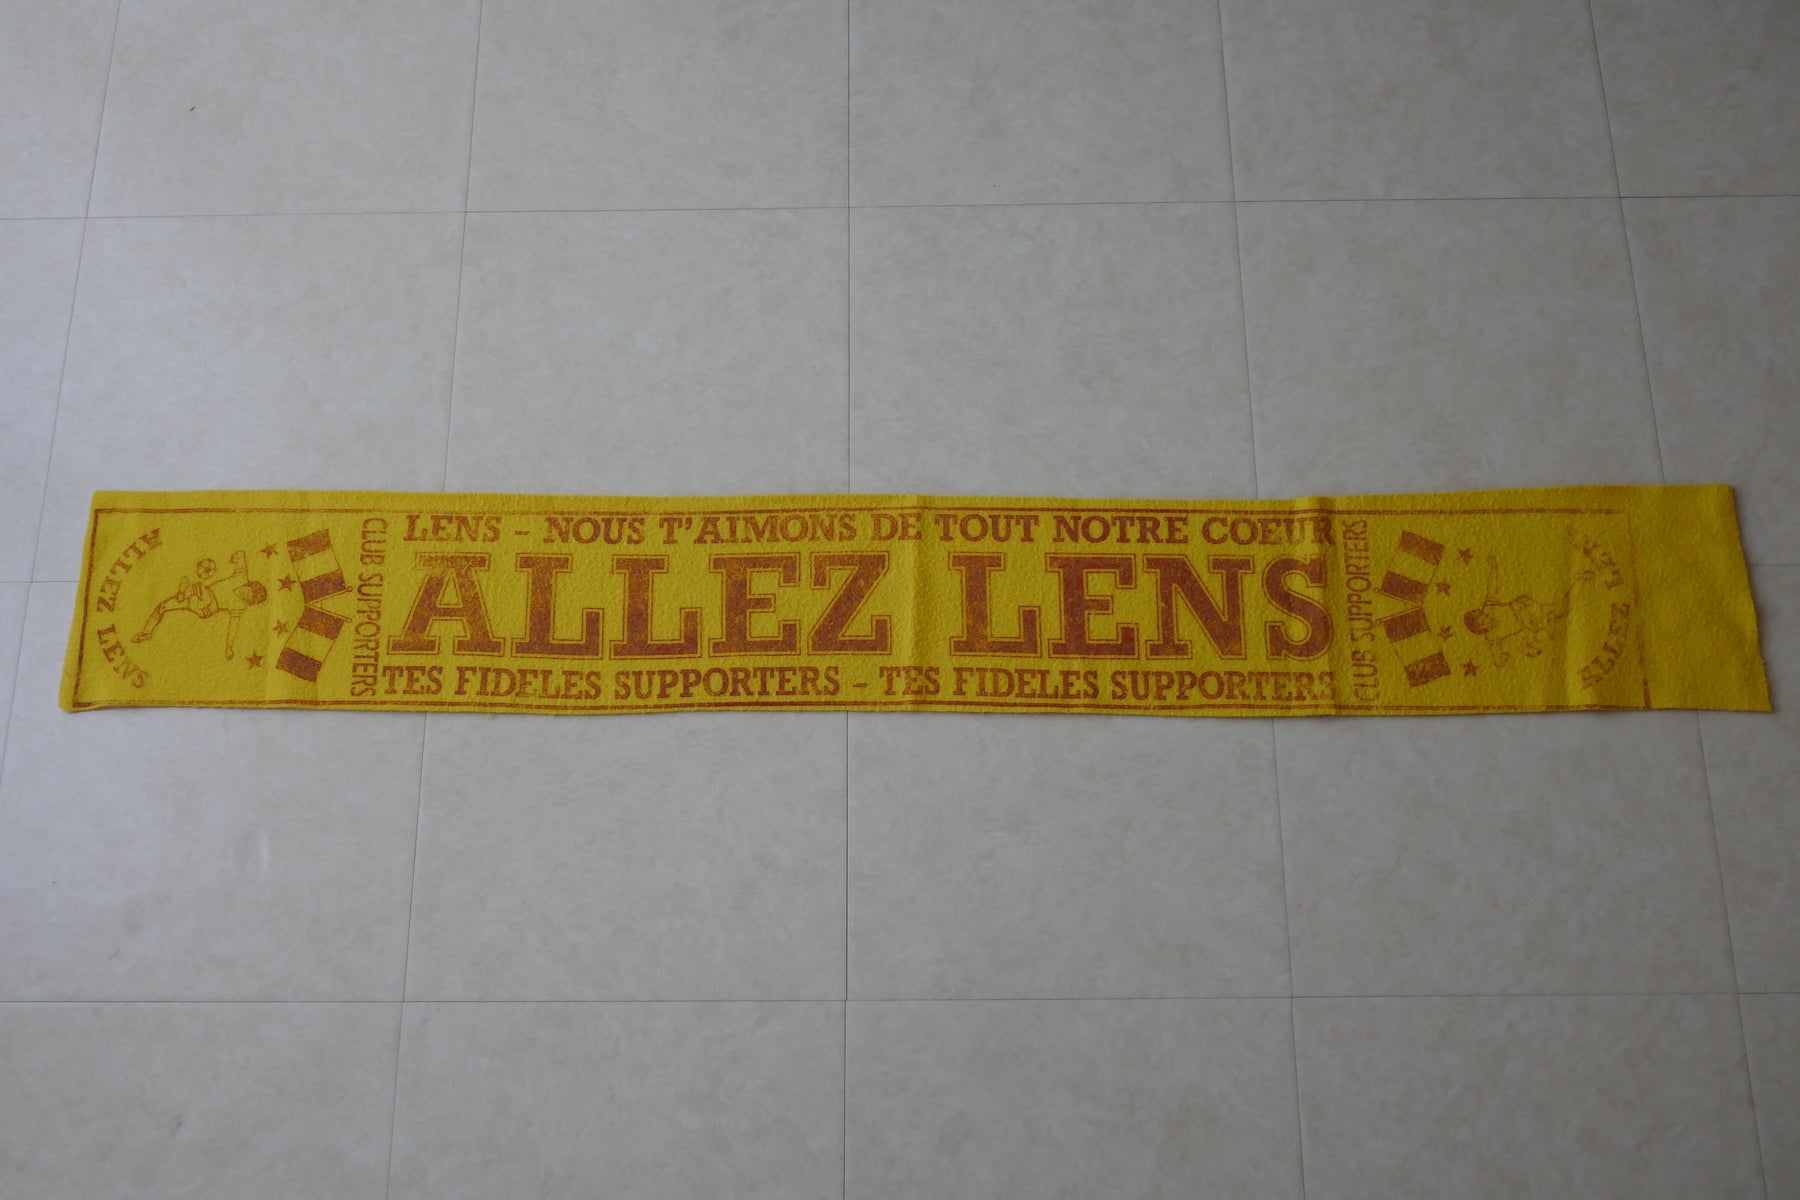 ALLEZ LENS
CLUB SUPPORTERS
LENS - NOUS T'AIMONS DE TOUT NOTRE COEUR
ALLEZ LENS
TES FIDELES SUPPORTERS - TES FIDELES SUPPORTERS
CLUB SUPPORTERS
ALLEZ LENS